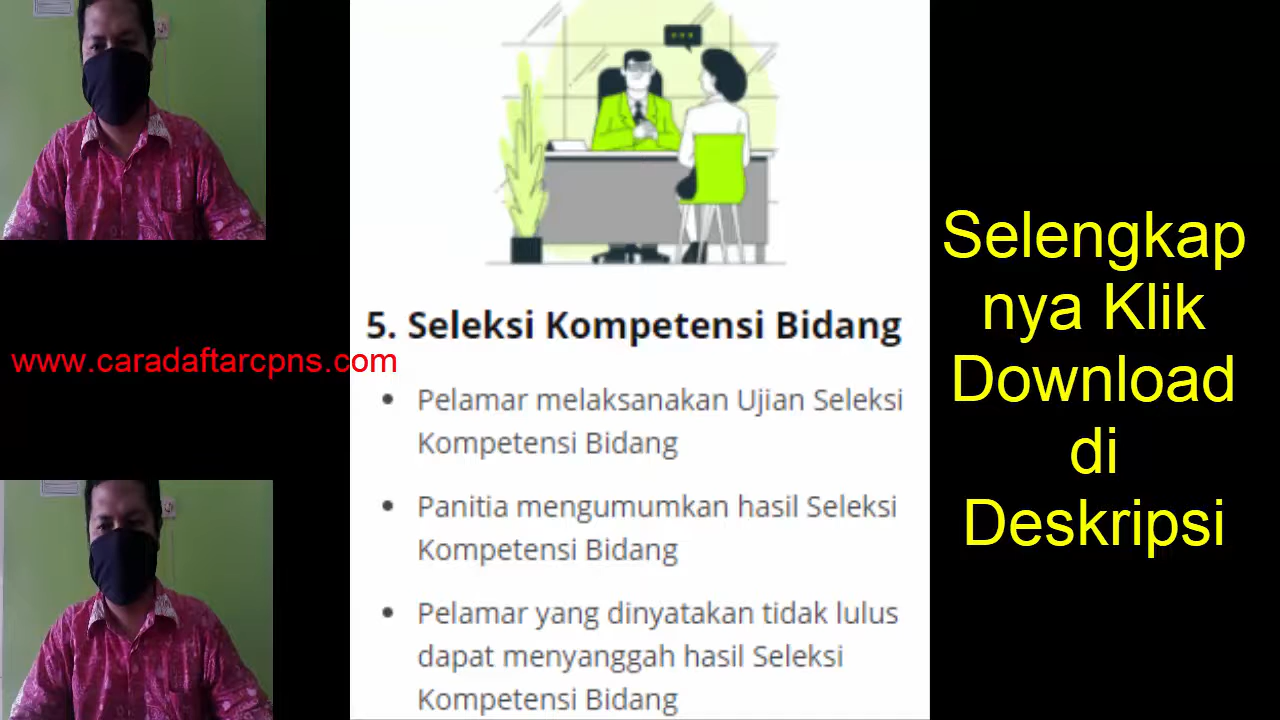 5. Seleksi Kompetensi Bidang
www.caradaftarcpns.com
Pelamar melaksanakan Ujian Seleksi
Kompetensi Bidang
Panitia mengumumkan hasil Seleksi
Kompetensi Bidang
Pelamar yang dinyatakan tidak lulus
dapat menyanggah hasil Seleksi
Kompetensi Bidang
Selengkap
nya Klik
Download
di
Deskripsi